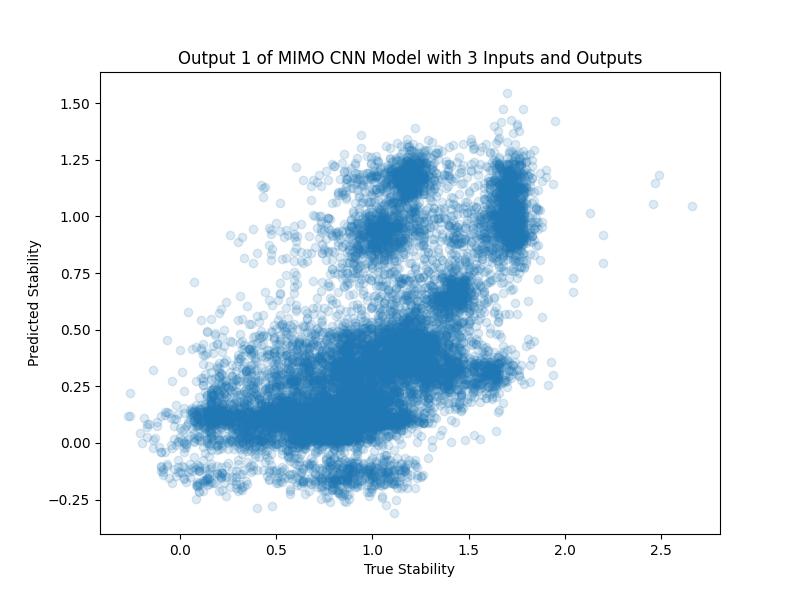 Output 1 of MIMO CNN Model with 3 Inputs and Outputs
1.50
1.25
1.00
0.75
0.50
0.25
0.00
−0.25
Predicted Stability
0.0 0.5 1.0 1.5 2.0 2.5
True Stability